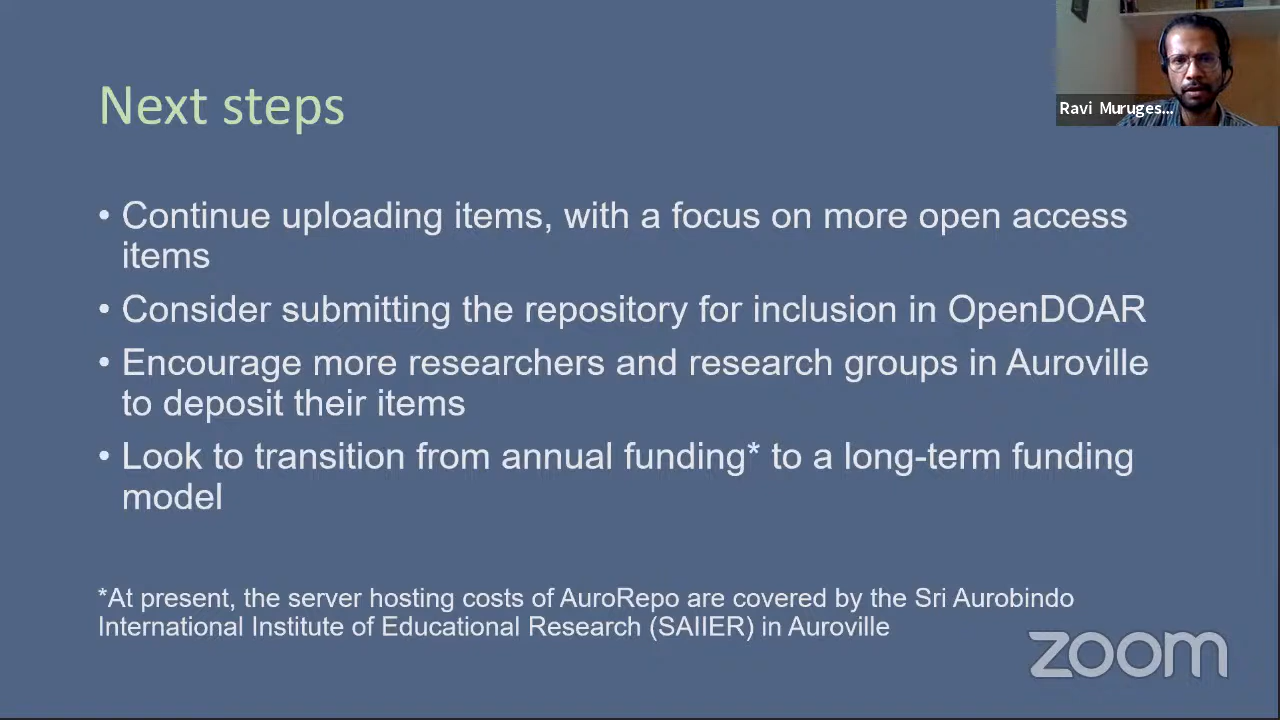 Next steps
Ravi Muruges...
• Continue uploading items, with a focus on more open access
items
• Consider submitting the repository for inclusion in OpenDOAR
• Encourage more researchers and research groups in Auroville
to deposit their items
• Look to transition from annual funding* to a long-term funding
model
*At present, the server hosting costs of AuroRepo are covered by the Sri Aurobindo
International Institute of Educational Research (SAIIER) in Auroville
zoom